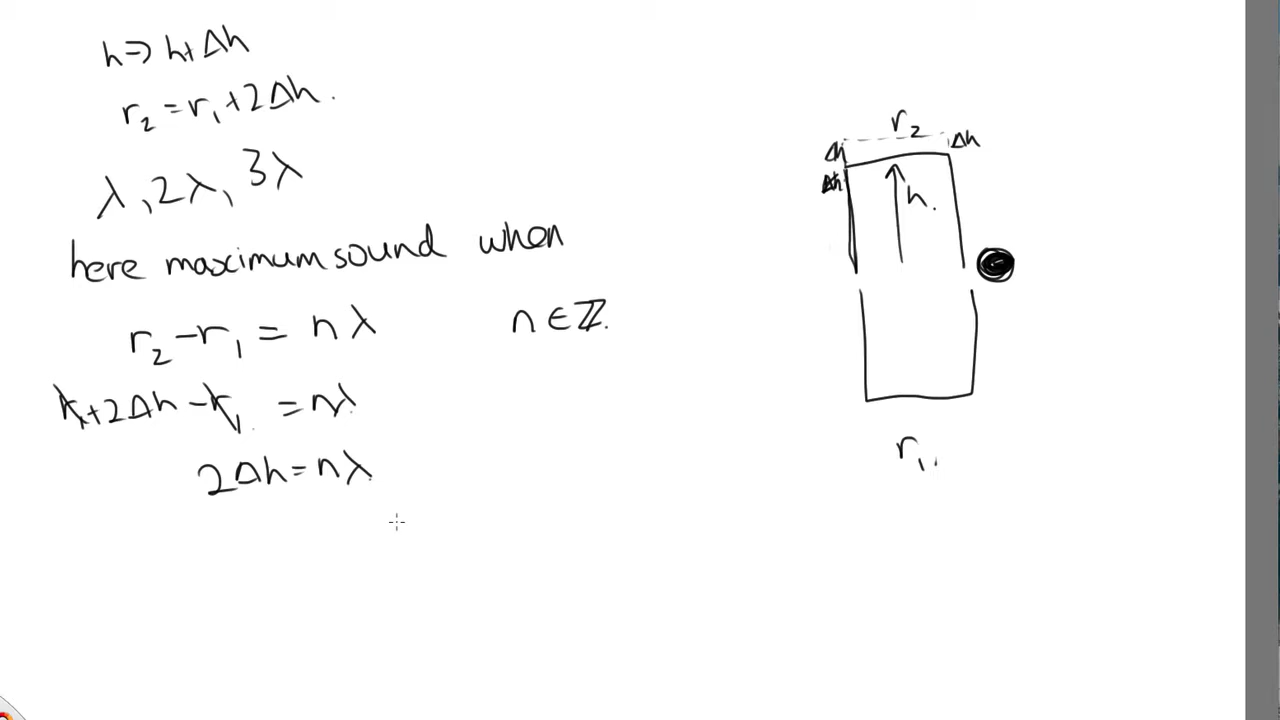 h⇒ h+Δh
r₂ = r₁+2Δh.
λ, 2λ, 3λ
here maximum sound when
r₂ - r₁ = nλ    n∈ℤ.
r₁+2Δh - r₁. = nλ
2Δh = nλ
r₂
Δh
Δh
Δh
h.
r₁.